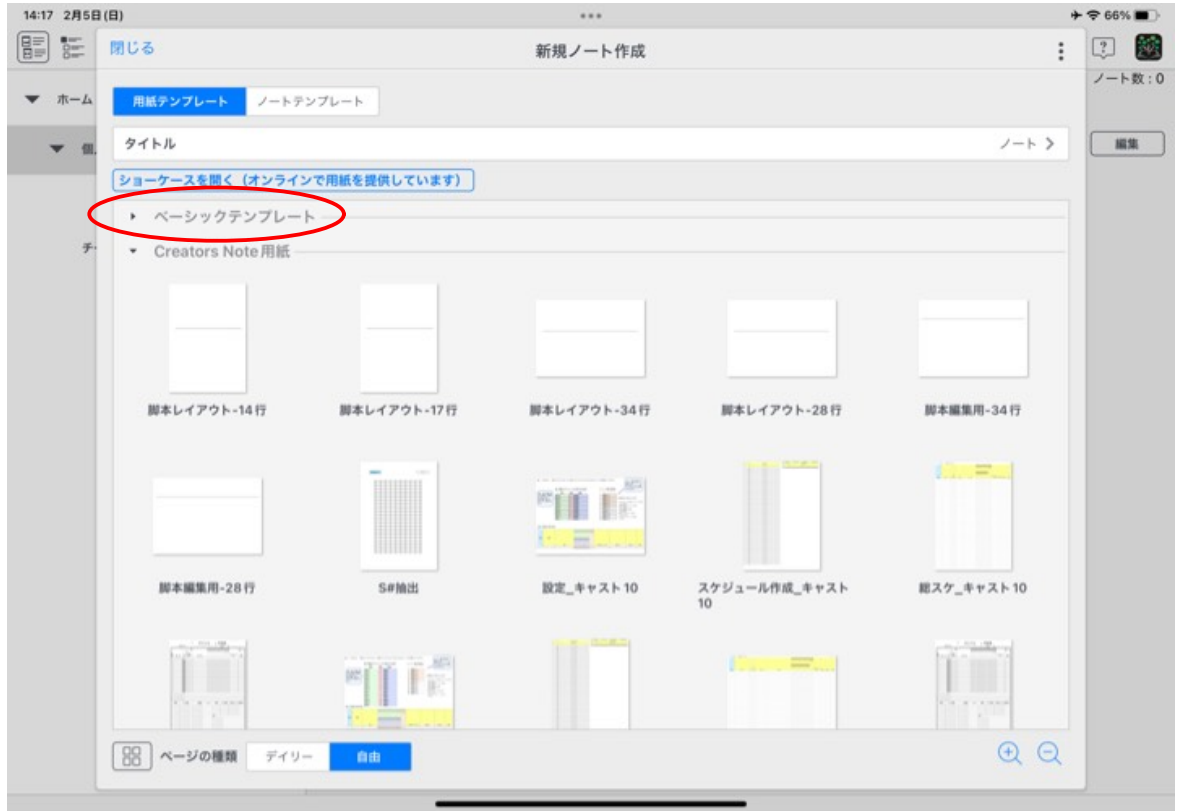 14:17 2月5日(日)
66%
閉じる
新規ノート作成
ノート数：0
ホーム
用紙テンプレート
ノートテンプレート
個
タイトル
ノート
編集
ショーケースを開く（オンラインで用紙を提供しています）
ベーシックテンプレート
チ
Creators Note用紙
脚本レイアウト-14行
脚本レイアウト-17行
脚本レイアウト-34行
脚本レイアウト-28行
脚本編集用-34行
脚本編集用-28行
S#抽出
設定_キャスト10
スケジュール作成_キャスト
10
総スケ_キャスト10
ページの種類
デイリー
自由